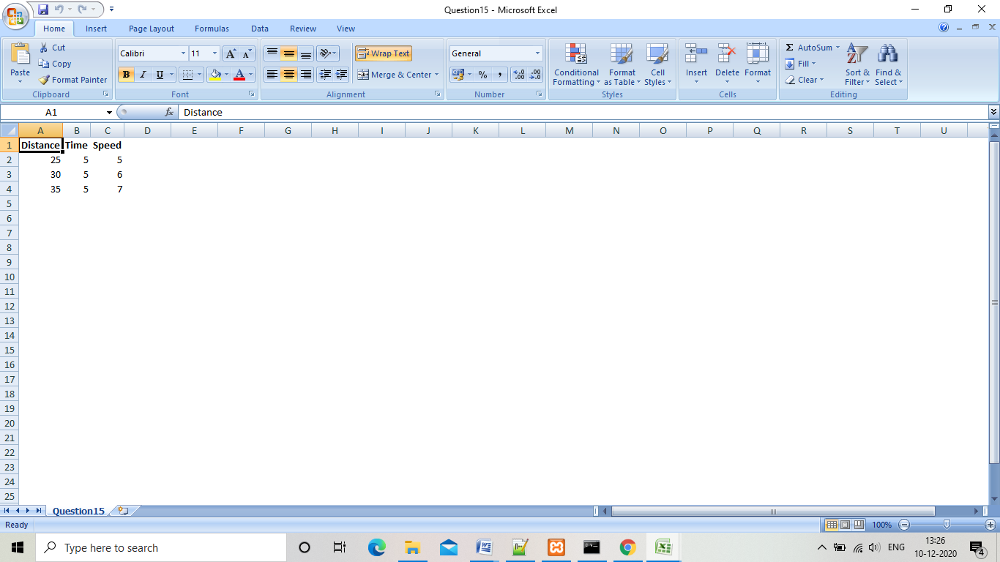 Question15 - Microsoft Excel
Home Insert Page Layout Formulas Data Review View
Paste
Cut
Copy
Format Painter
Clipboard
Calibri 11 A A
B I U A
Font
Wrap Text
Merge & Center
Alignment
General
% , .0 .00 .00 .0
Number
Conditional Formatting
Format as Table
Cell Styles
Styles
Insert Delete Format
Cells
Σ AutoSum
Fill
Clear
Sort & Filter
Find & Select
Editing
A1 fx Distance
A B C D E F G H I J K L M N O P Q R S T U
1 Distance Time Speed
2 25 5 5
3 30 5 6
4 35 5 7
5
6
7
8
9
10
11
12
13
14
15
16
17
18
19
20
21
22
23
24
25
Question15
Ready 100%
Type here to search
ENG
13:26
10-12-2020
4